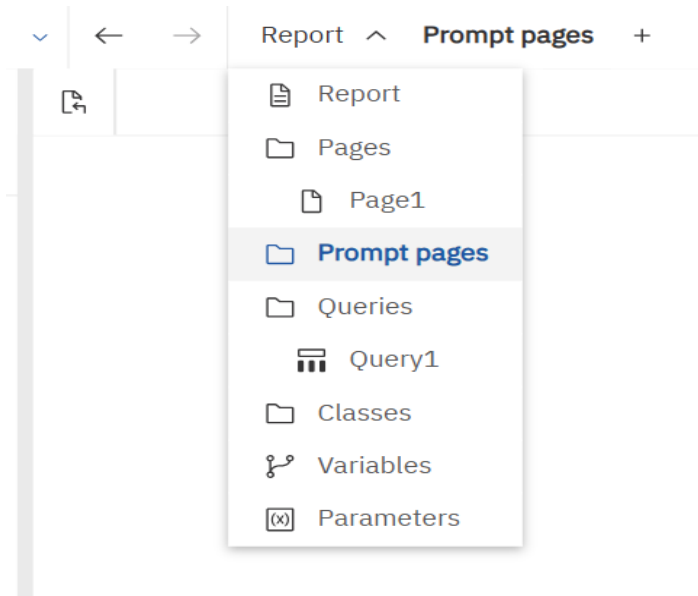 Report Prompt pages +
Report
Pages
Page1
Prompt pages
Queries
Query1
Classes
Variables
(x) Parameters